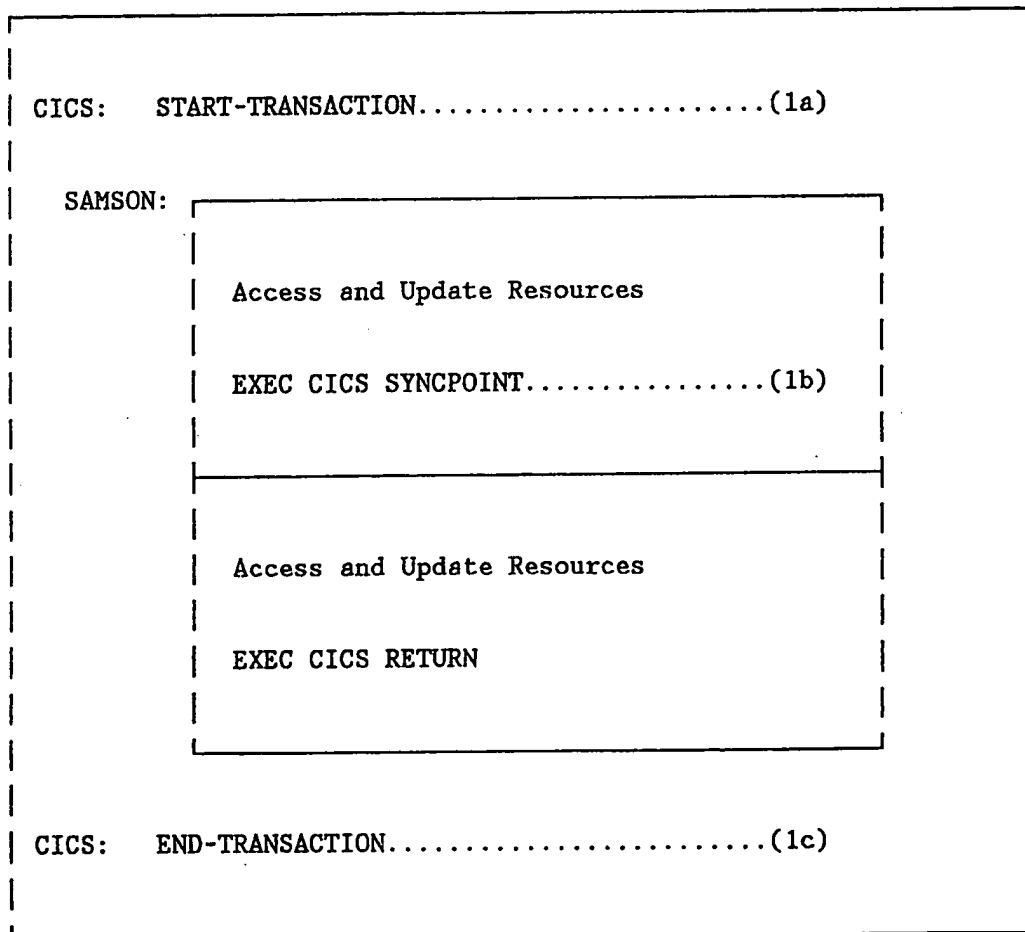 CICS: START-TRANSACTION.......................(1a)
SAMSON:
Access and Update Resources
EXEC CICS SYNCPOINT................(1b)
Access and Update Resources
EXEC CICS RETURN
CICS: END-TRANSACTION.........................(1c)